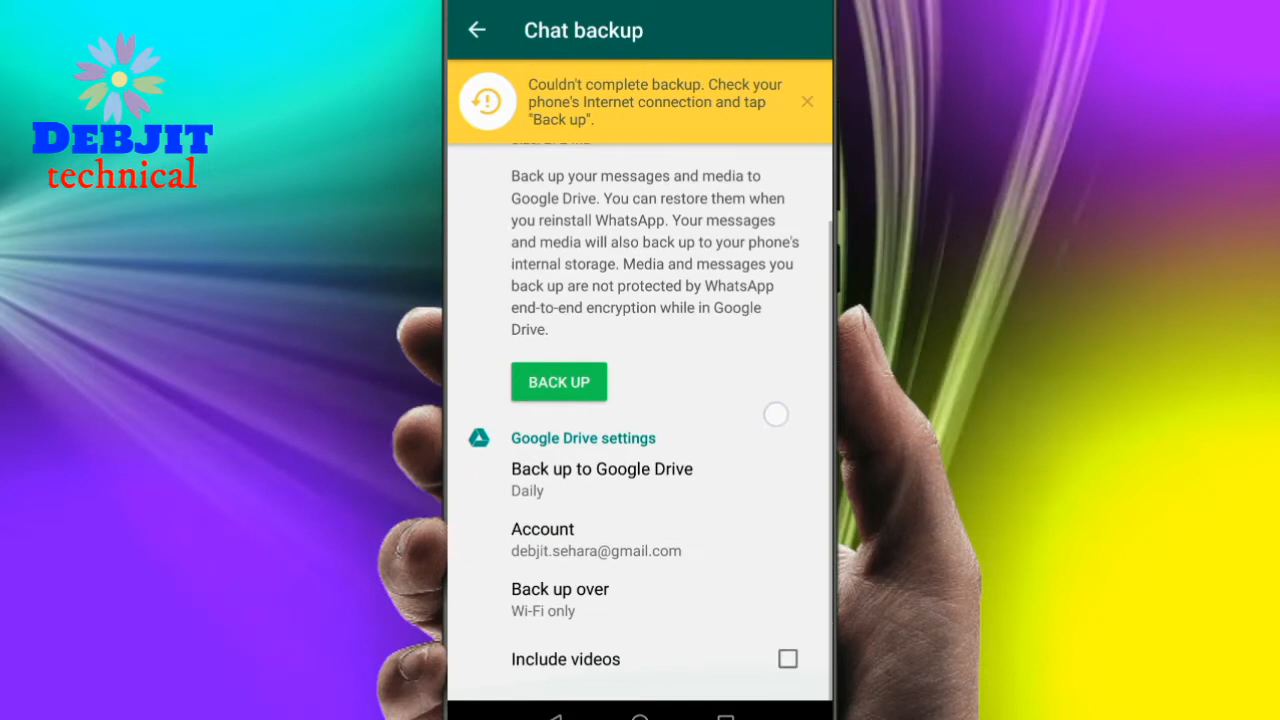 DEBJIT
technical
Chat backup
Couldn't complete backup. Check your
phone's Internet connection and tap
"Back up".
Back up your messages and media to
Google Drive. You can restore them when
you reinstall WhatsApp. Your messages
and media will also back up to your phone's
internal storage. Media and messages you
back up are not protected by WhatsApp
end-to-end encryption while in Google
Drive.
BACK UP
Google Drive settings
Back up to Google Drive
Daily
Account
debjit.sehara@gmail.com
Back up over
Wi-Fi only
Include videos